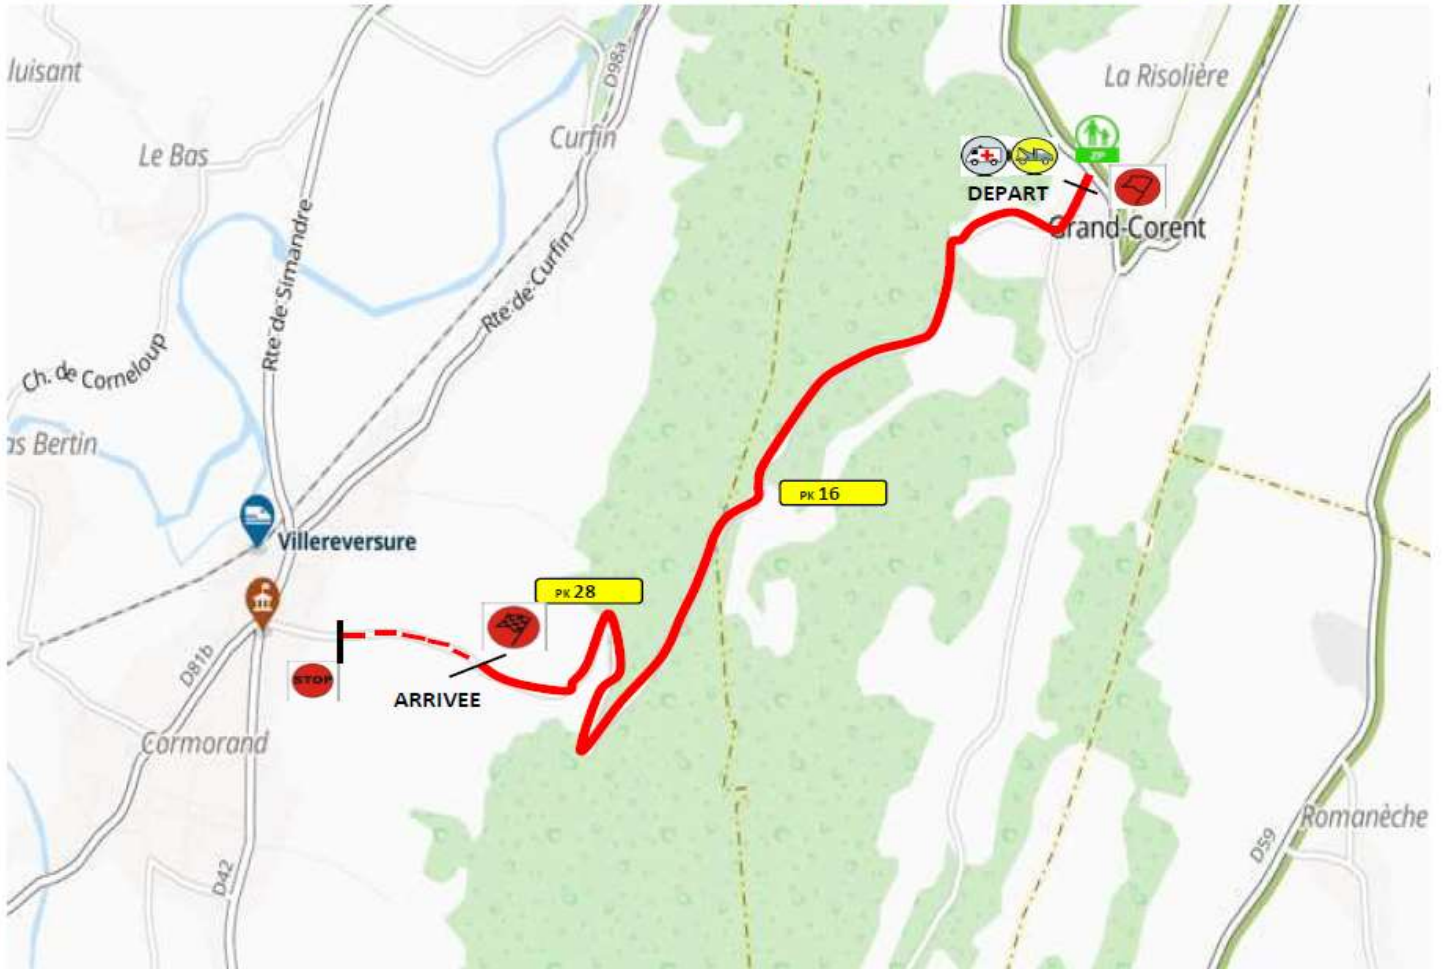 luisant
D98a
La Risolière
Curfin
Le Bas
ZP
DEPART
Grand-Corent
Rte de Simandre
Rte de Curfin
Ch. de Corneloup
as Bertin
PK 16
Villereversure
PK 28
D81b
STOP
ARRIVEE
Cormorand
Romanèche
D59
D42